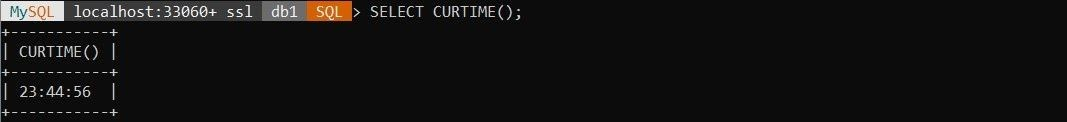 MySQL localhost:33060+ ssl db1 SQL > SELECT CURTIME();
+-----------+
| CURTIME() |
+-----------+
| 23:44:56  |
+-----------+